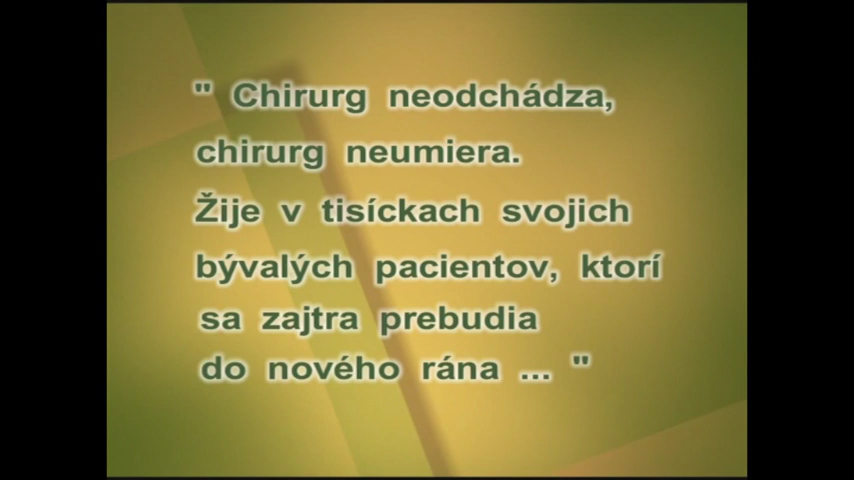 " Chirurg neodchádza,
chirurg neumiera.
Žije v tisíckach svojich
bývalých pacientov, ktorí
sa zajtra prebudia
do nového rána ... "